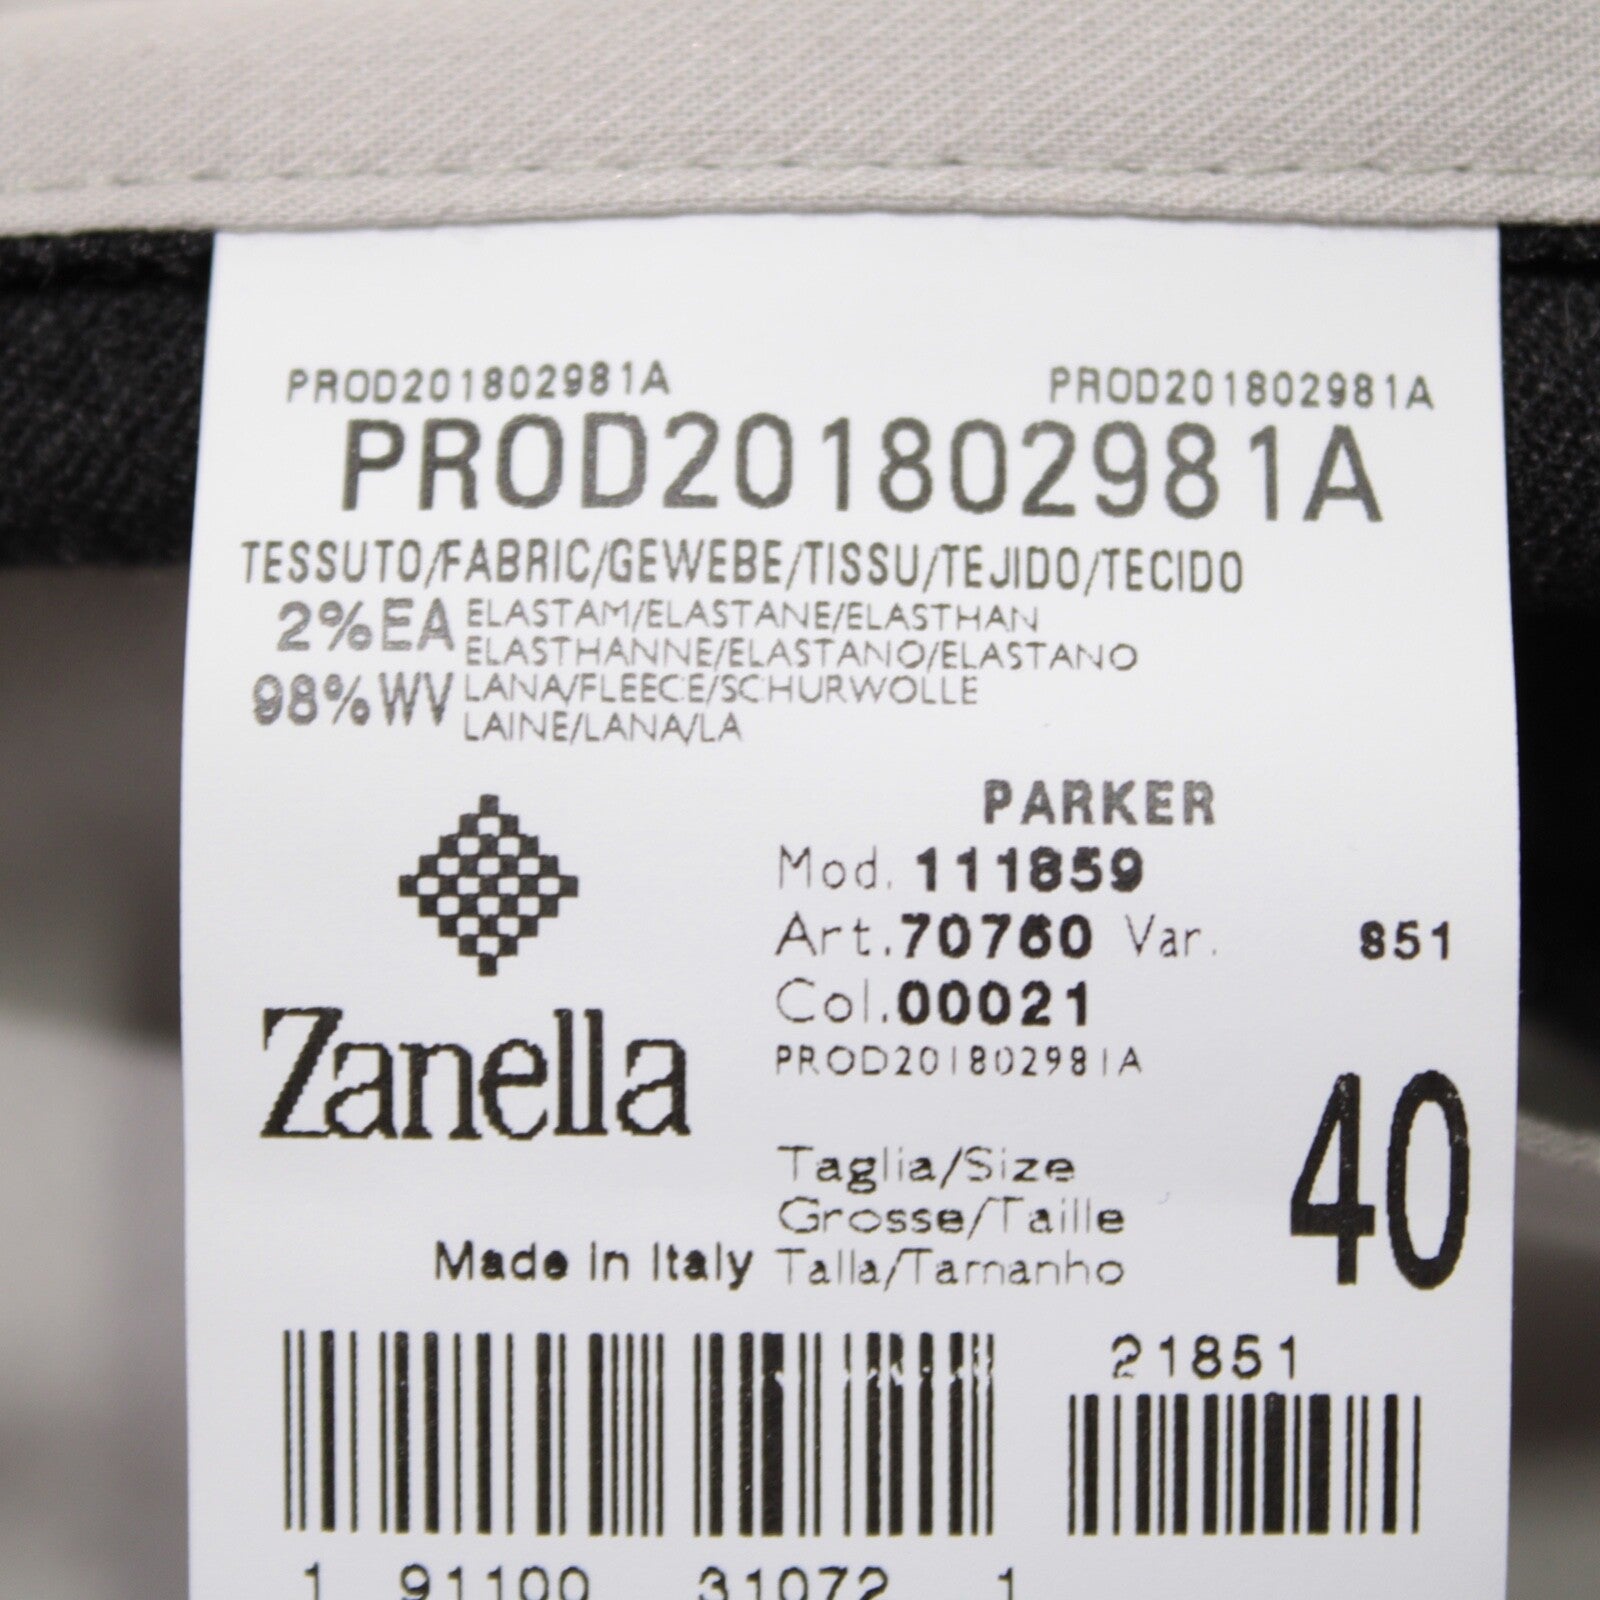 PROD201802981A PROD201802981A
PROD201802981A
TESSUTO/FABRIC/GEWEBE/TISSU/TEJIDO/TECIDO
2%EA ELASTAM/ELASTANE/ELASTHAN
ELASTHANNE/ELASTANO/ELASTANO
98%WV LANA/FLEECE/SCHURWOLLE
LAINE/LANA/LA
PARKER
Mod. 111859
Art.70760 Var. 851
Col.00021
PROD201802981A
Zanella
Taglia/Size
Grosse/Taille
Talla/Tamanho
40
Made in Italy
21851
1 91100 31072 1